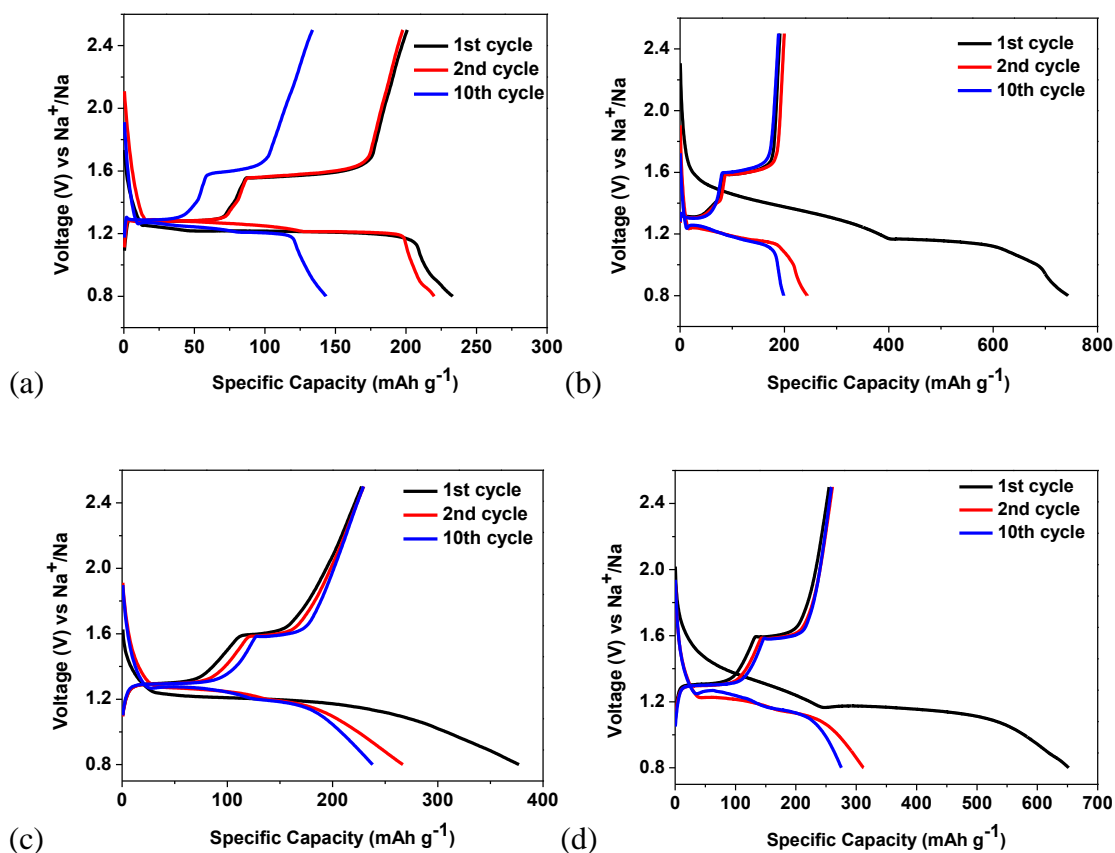 2.4
2.0
1.6
1.2
0.8
Voltage (V) vs Na⁺/Na
1st cycle
2nd cycle
10th cycle
0 50 100 150 200 250 300
Specific Capacity (mAh g⁻¹)
(a)
2.4
2.0
1.6
1.2
0.8
Voltage (V) vs Na⁺/Na
1st cycle
2nd cycle
10th cycle
0 200 400 600 800
Specific Capacity (mAh g⁻¹)
(b)
2.4
2.0
1.6
1.2
0.8
Voltage (V) vs Na⁺/Na
1st cycle
2nd cycle
10th cycle
0 100 200 300 400
Specific Capacity (mAh g⁻¹)
(c)
2.4
2.0
1.6
1.2
0.8
Voltage (V) vs Na⁺/Na
1st cycle
2nd cycle
10th cycle
0 100 200 300 400 500 600 700
Specific Capacity (mAh g⁻¹)
(d)